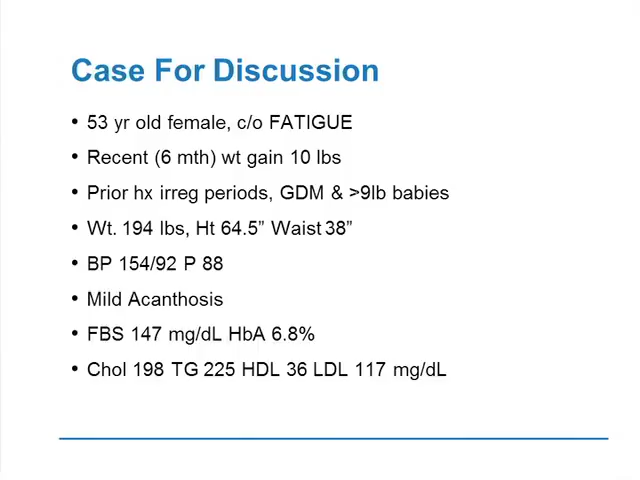 Case For Discussion
• 53 yr old female, c/o FATIGUE
• Recent (6 mth) wt gain 10 lbs
• Prior hx irreg periods, GDM & >9lb babies
• Wt. 194 lbs, Ht 64.5” Waist 38”
• BP 154/92 P 88
• Mild Acanthosis
• FBS 147 mg/dL HbA 6.8%
• Chol 198 TG 225 HDL 36 LDL 117 mg/dL